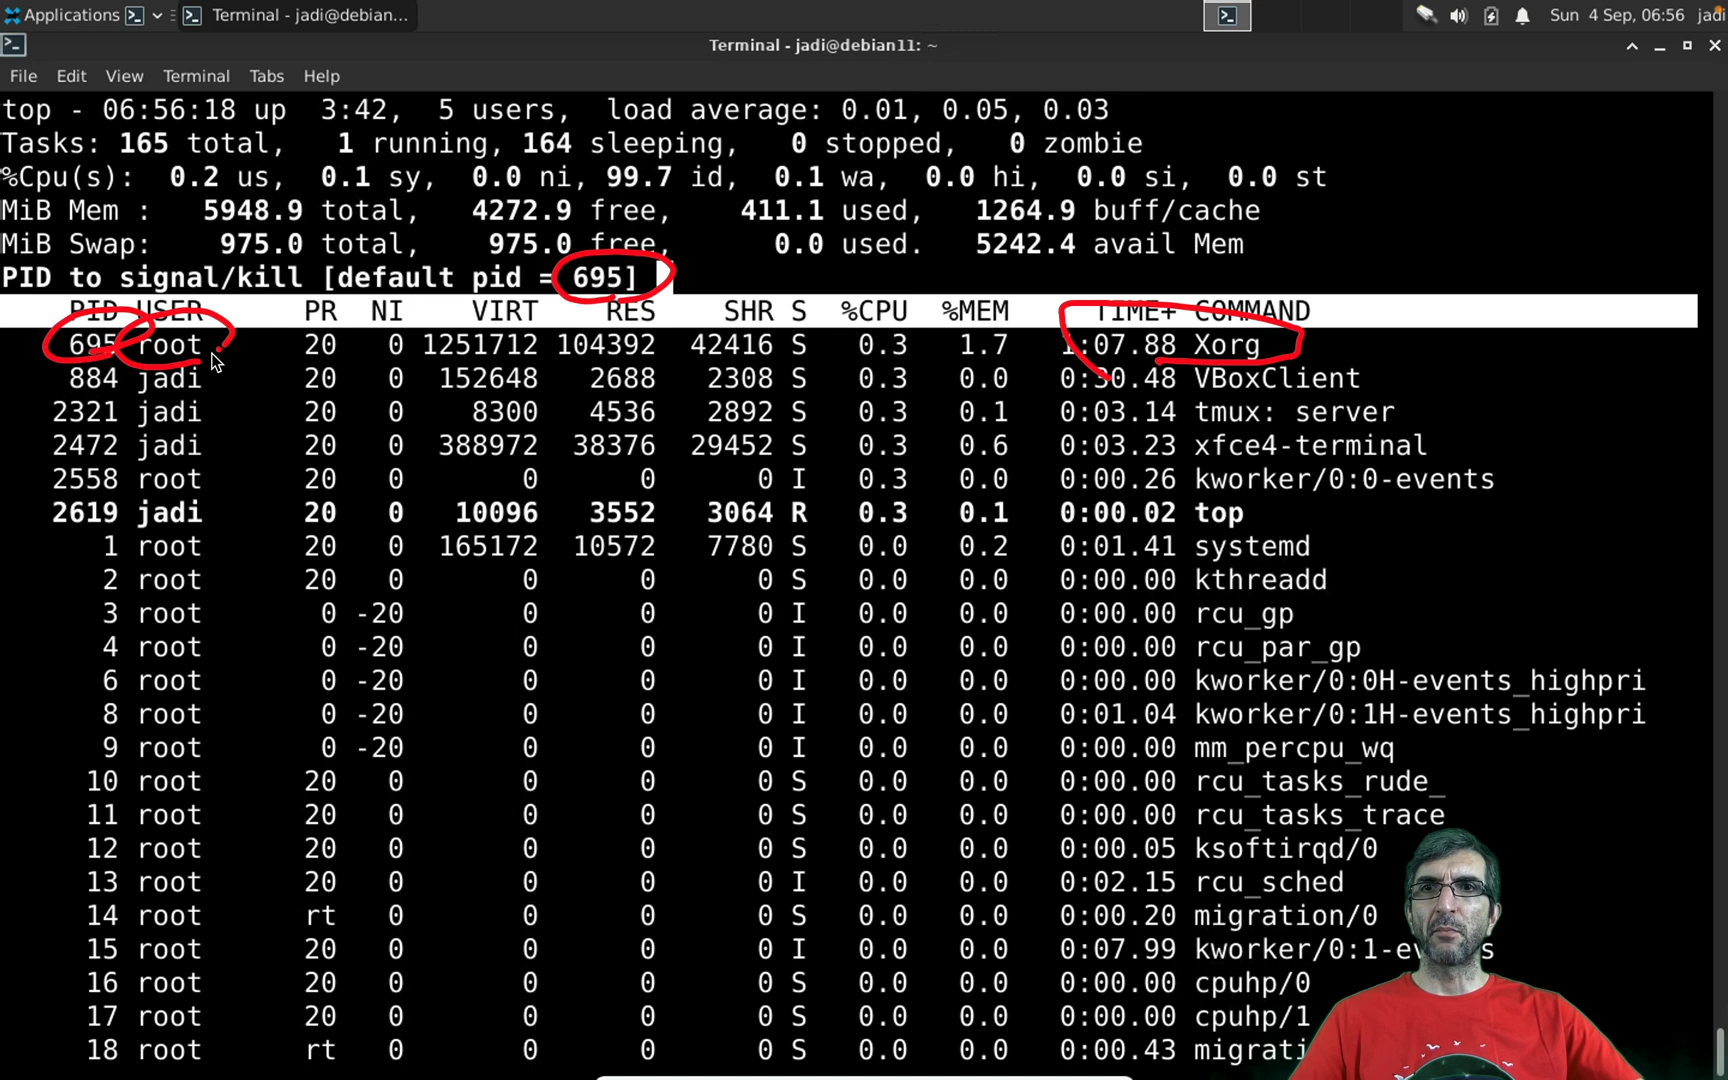 Applications Terminal - jadi@debian... Sun 4 Sep, 06:56 jadi
Terminal - jadi@debian11: ~
File Edit View Terminal Tabs Help
top - 06:56:18 up 3:42, 5 users, load average: 0.01, 0.05, 0.03
Tasks: 165 total, 1 running, 164 sleeping, 0 stopped, 0 zombie
%Cpu(s): 0.2 us, 0.1 sy, 0.0 ni, 99.7 id, 0.1 wa, 0.0 hi, 0.0 si, 0.0 st
MiB Mem : 5948.9 total, 4272.9 free, 411.1 used, 1264.9 buff/cache
MiB Swap: 975.0 total, 975.0 free, 0.0 used. 5242.4 avail Mem
PID to signal/kill [default pid = 695]
PID USER PR NI VIRT RES SHR S %CPU %MEM TIME+ COMMAND
695 root 20 0 1251712 104392 42416 S 0.3 1.7 1:07.88 Xorg
884 jadi 20 0 152648 2688 2308 S 0.3 0.0 0:30.48 VBoxClient
2321 jadi 20 0 8300 4536 2892 S 0.3 0.1 0:03.14 tmux: server
2472 jadi 20 0 388972 38376 29452 S 0.3 0.6 0:03.23 xfce4-terminal
2558 root 20 0 0 0 0 I 0.3 0.0 0:00.26 kworker/0:0-events
2619 jadi 20 0 10096 3552 3064 R 0.3 0.1 0:00.02 top
1 root 20 0 165172 10572 7780 S 0.0 0.2 0:01.41 systemd
2 root 20 0 0 0 0 S 0.0 0.0 0:00.00 kthreadd
3 root 0 -20 0 0 0 I 0.0 0.0 0:00.00 rcu_gp
4 root 0 -20 0 0 0 I 0.0 0.0 0:00.00 rcu_par_gp
6 root 0 -20 0 0 0 I 0.0 0.0 0:00.00 kworker/0:0H-events_highpri
8 root 0 -20 0 0 0 I 0.0 0.0 0:01.04 kworker/0:1H-events_highpri
9 root 0 -20 0 0 0 I 0.0 0.0 0:00.00 mm_percpu_wq
10 root 20 0 0 0 0 S 0.0 0.0 0:00.00 rcu_tasks_rude_
11 root 20 0 0 0 0 S 0.0 0.0 0:00.00 rcu_tasks_trace
12 root 20 0 0 0 0 S 0.0 0.0 0:00.05 ksoftirqd/0
13 root 20 0 0 0 0 I 0.0 0.0 0:02.15 rcu_sched
14 root rt 0 0 0 0 S 0.0 0.0 0:00.20 migration/0
15 root 20 0 0 0 0 I 0.0 0.0 0:07.99 kworker/0:1-e s
16 root 20 0 0 0 0 S 0.0 0.0 0:00.00 cpuhp/0
17 root 20 0 0 0 0 S 0.0 0.0 0:00.00 cpuhp/1
18 root rt 0 0 0 0 S 0.0 0.0 0:00.43 migrati